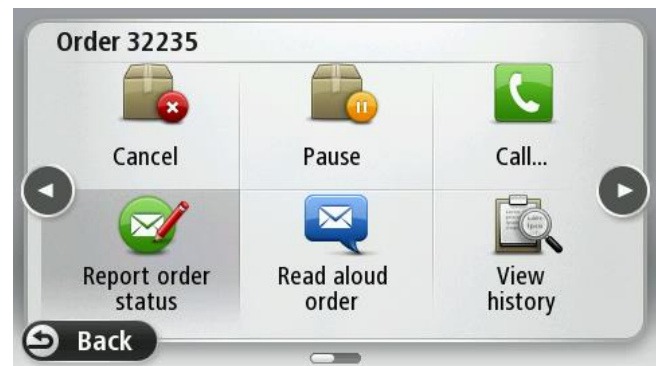 Order 32235
Cancel
Pause
Call...
Report order
status
Read aloud
order
View
history
Back